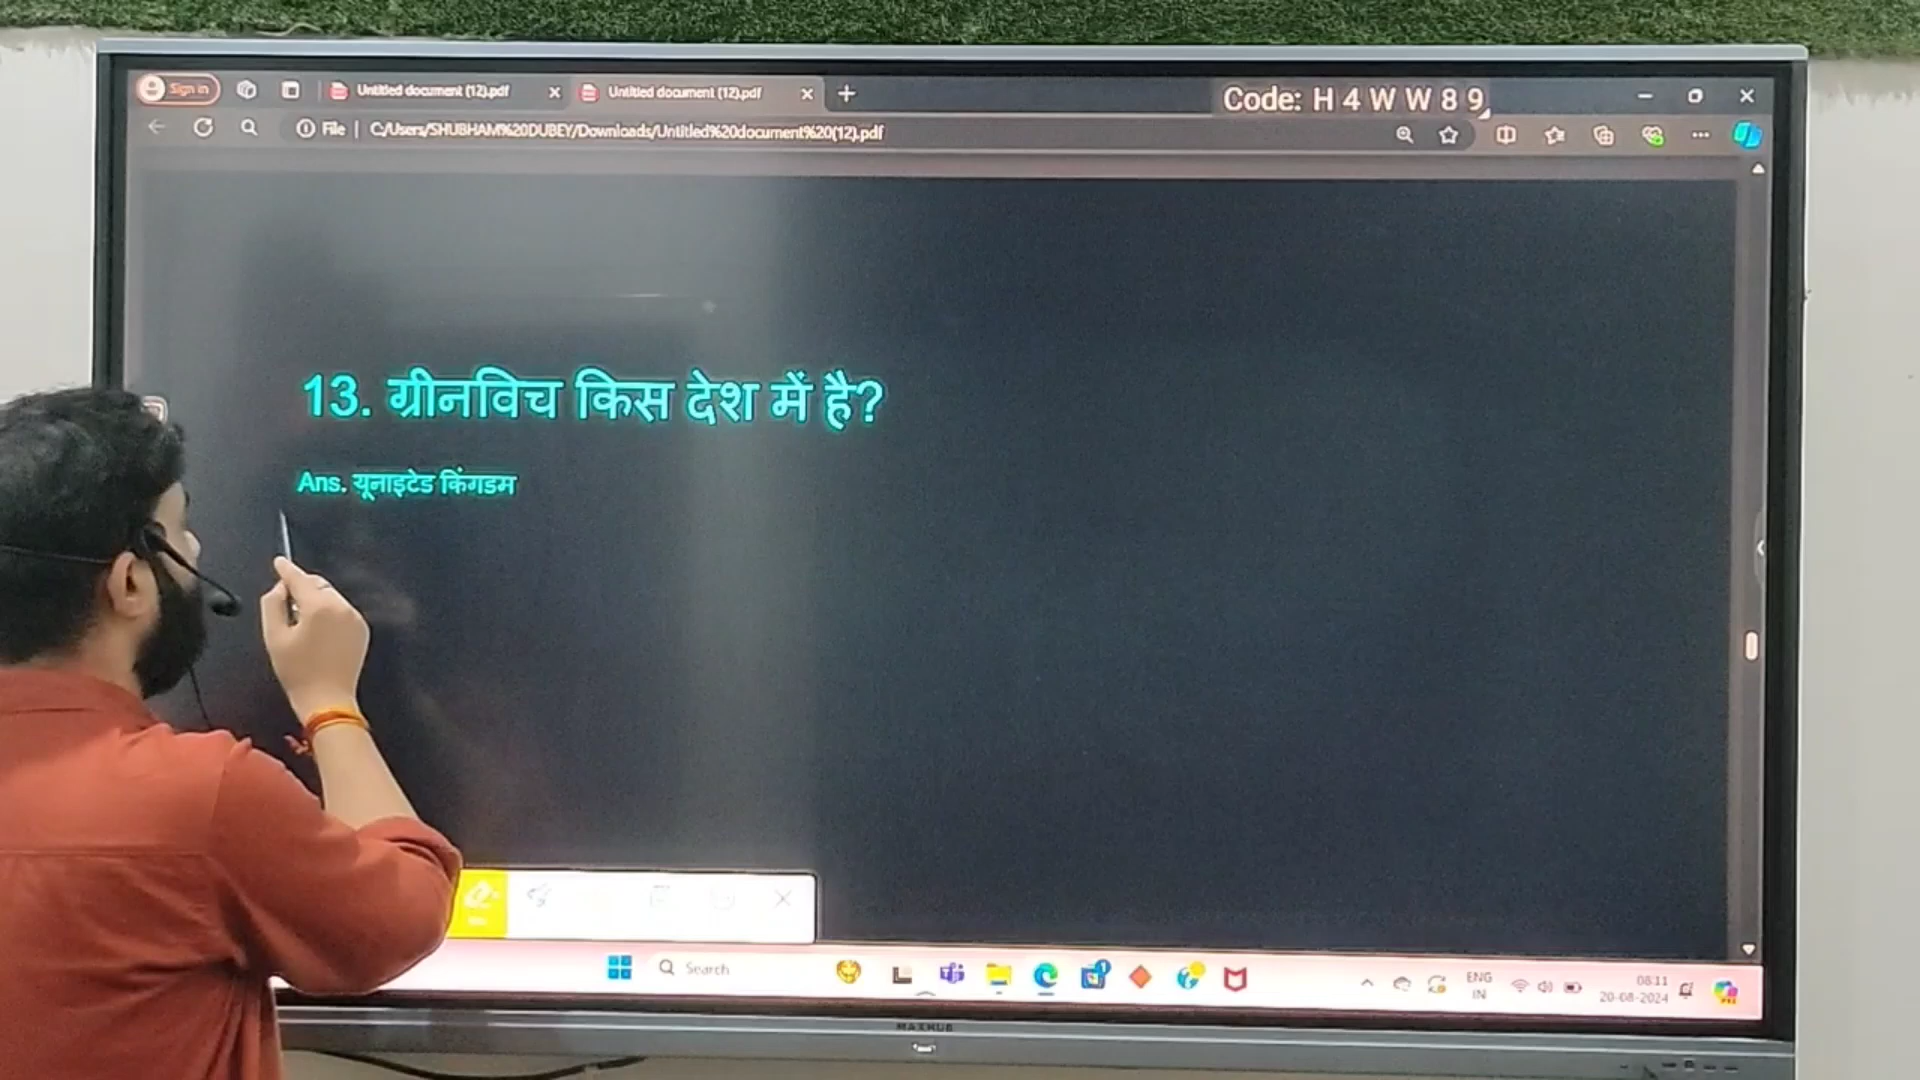 Sign in
Untitled document (12).pdf
Untitled document (12).pdf
Code: H 4 W W 8 9
File
C:/Users/SHUBHAM%20DUBEY/Downloads/Untitled%20document%20(12).pdf
13. ग्रीनविच किस देश में है?
Ans. यूनाइटेड किंगडम
Search
ENG
IN
08:11
20-08-2024
MAXHUB